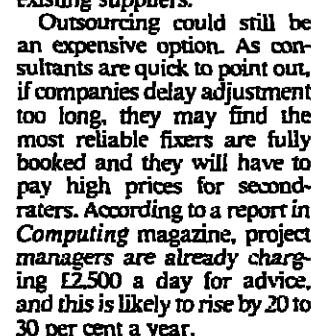 existing suppliers.
Outsourcing could still be
an expensive option. As con-
sultants are quick to point out,
if companies delay adjustment
too long, they may find the
most reliable fixers are fully
booked and they will have to
pay high prices for second-
raters. According to a report in
Computing magazine, project
managers are already charg-
ing £2,500 a day for advice,
and this is likely to rise by 20 to
30 per cent a year.